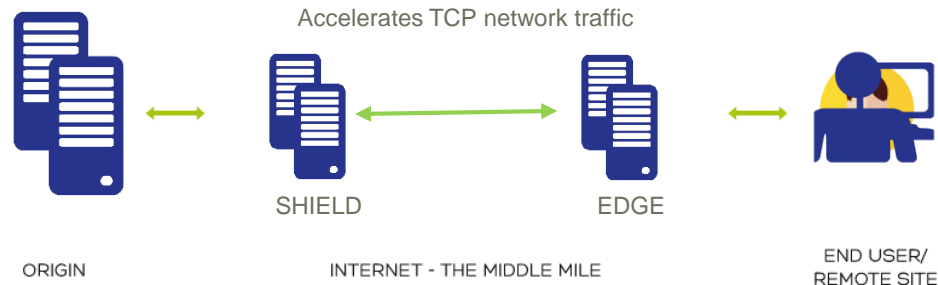 Accelerates TCP network traffic
SHIELD
EDGE
ORIGIN
INTERNET - THE MIDDLE MILE
END USER/
REMOTE SITE